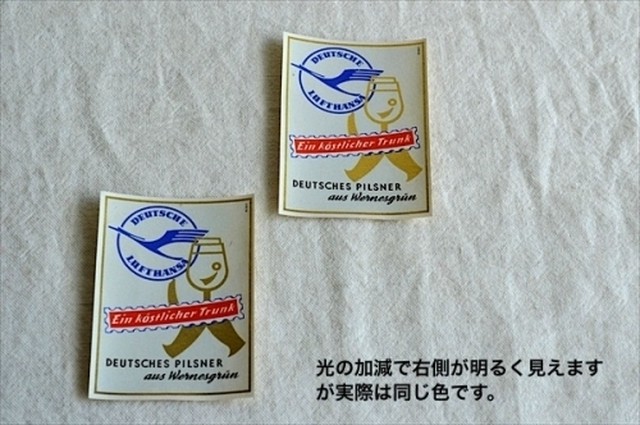 DEUTSCHE
LUFTHANSA
Ein köstlicher Trunk
DEUTSCHES PILSNER
aus Wernesgrün
DEUTSCHE
LUFTHANSA
Ein köstlicher Trunk
DEUTSCHES PILSNER
aus Wernesgrün
光の加減で右側が明るく見えます
が実際は同じ色です。